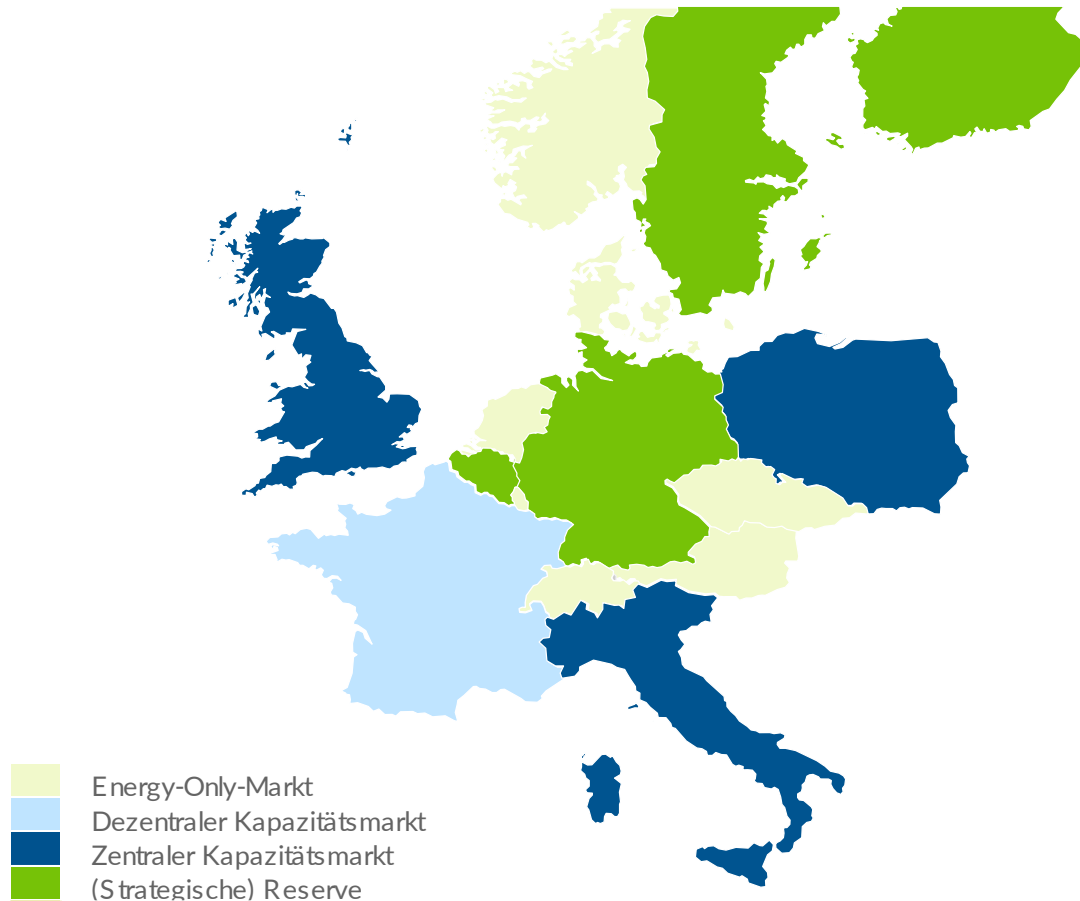 Energy-Only-Markt
Dezentraler Kapazitätsmarkt
Zentraler Kapazitätsmarkt
(Strategische) Reserve